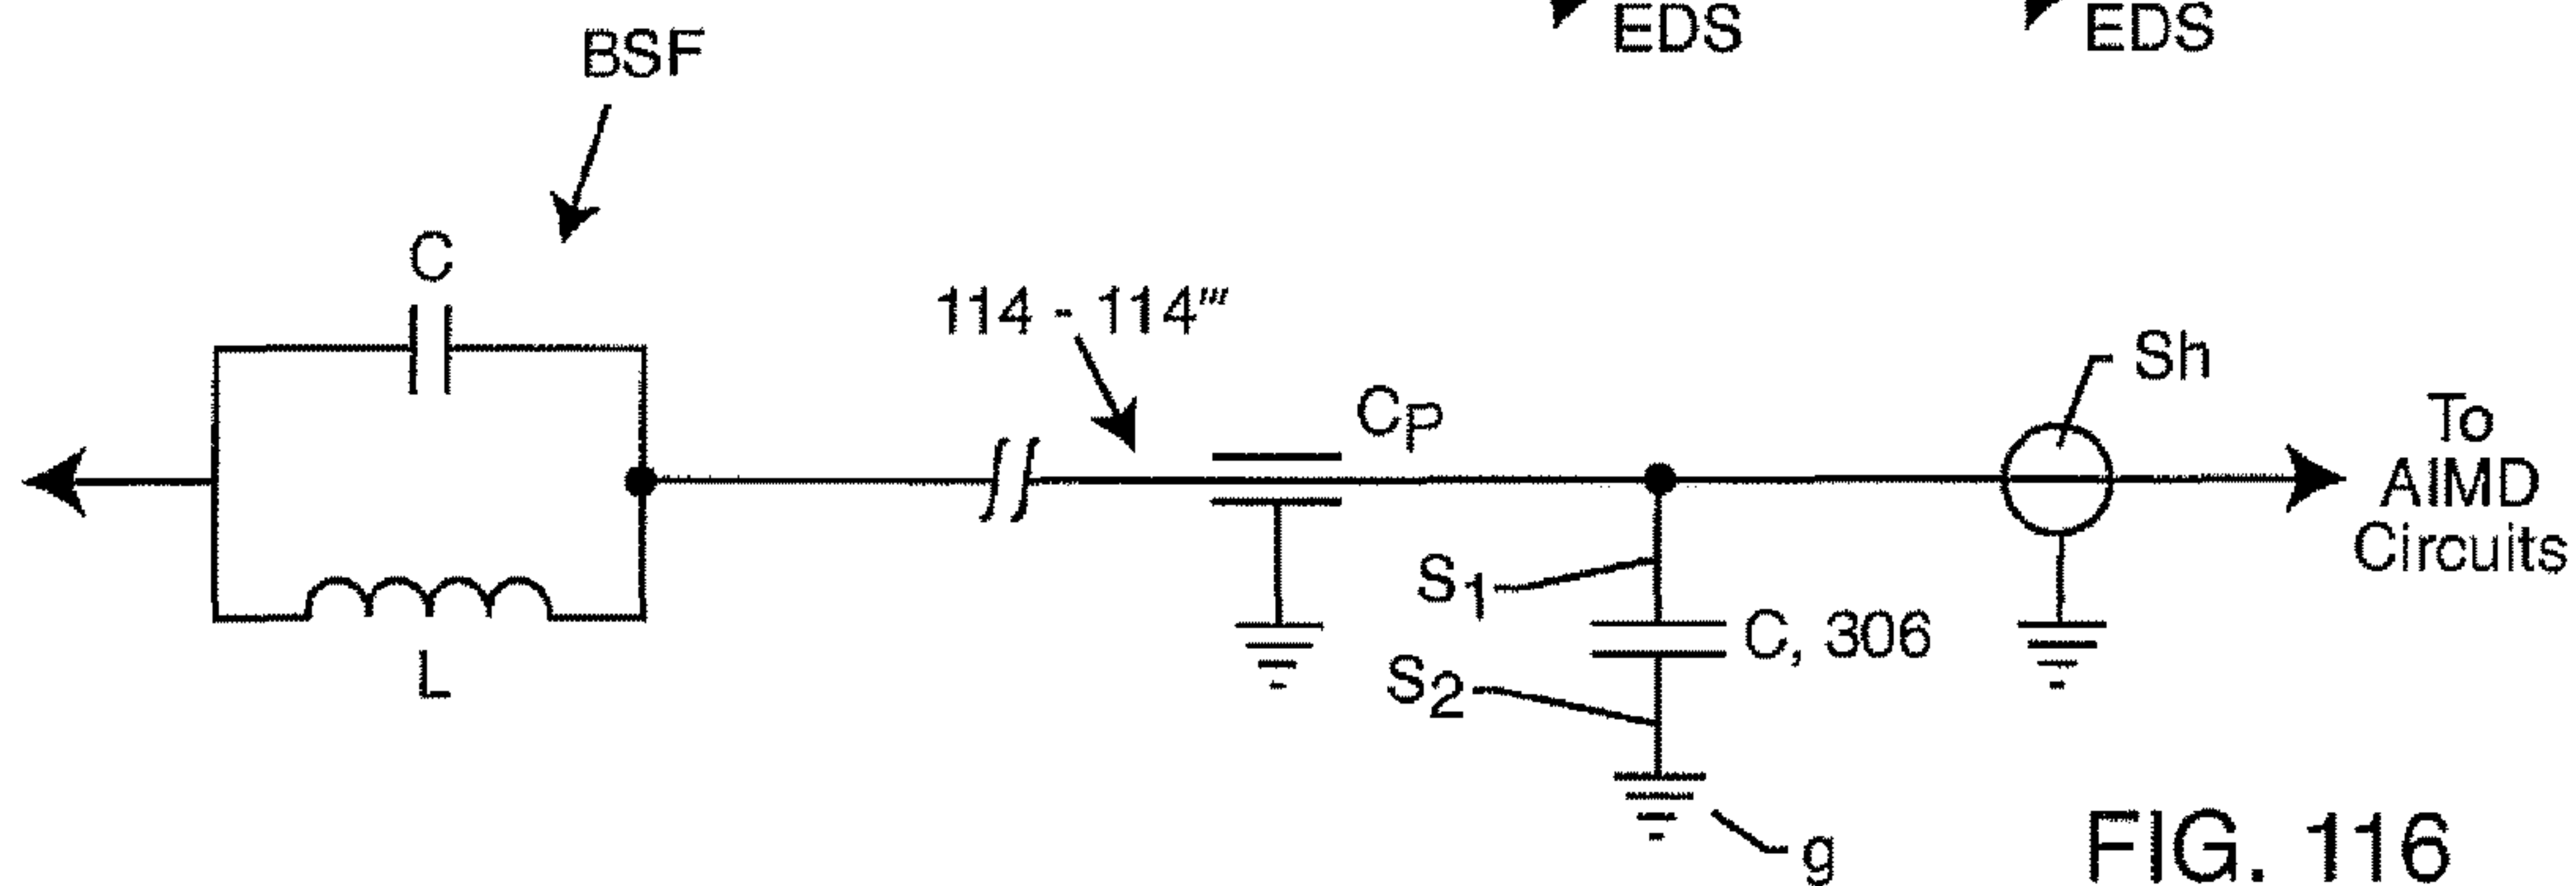 EDS
EDS
BSF
C
114 - 114'''
Sh
CP
To
AIMD
Circuits
S1
C, 306
S2
L
g
FIG. 116